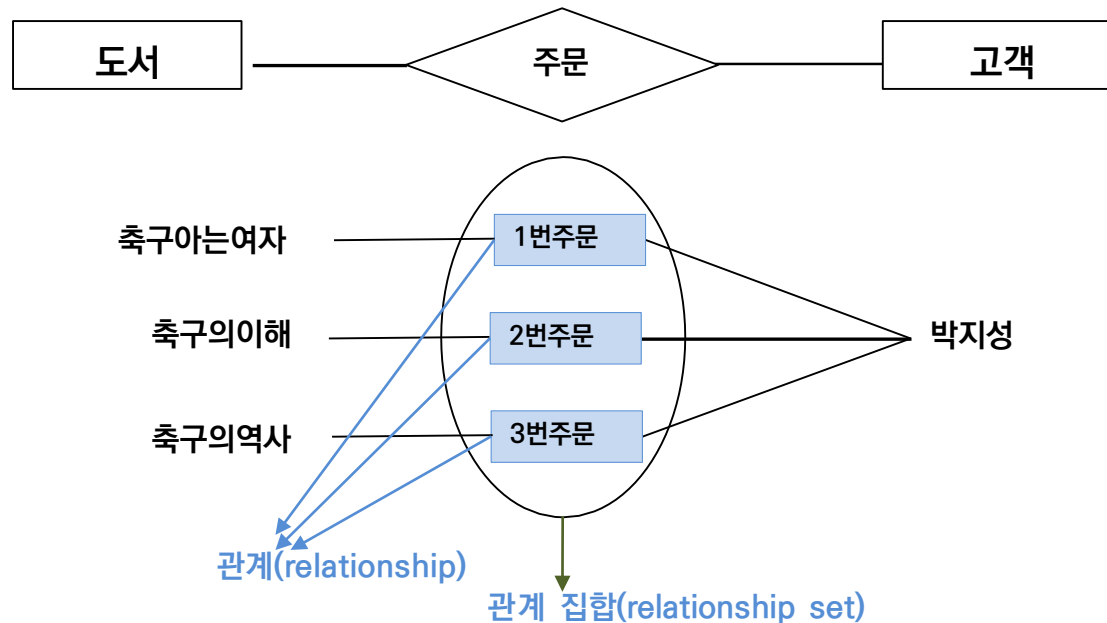 도서
주문
고객
축구아는여자
1번주문
축구의이해
2번주문
박지성
축구의역사
3번주문
관계(relationship)
관계 집합(relationship set)